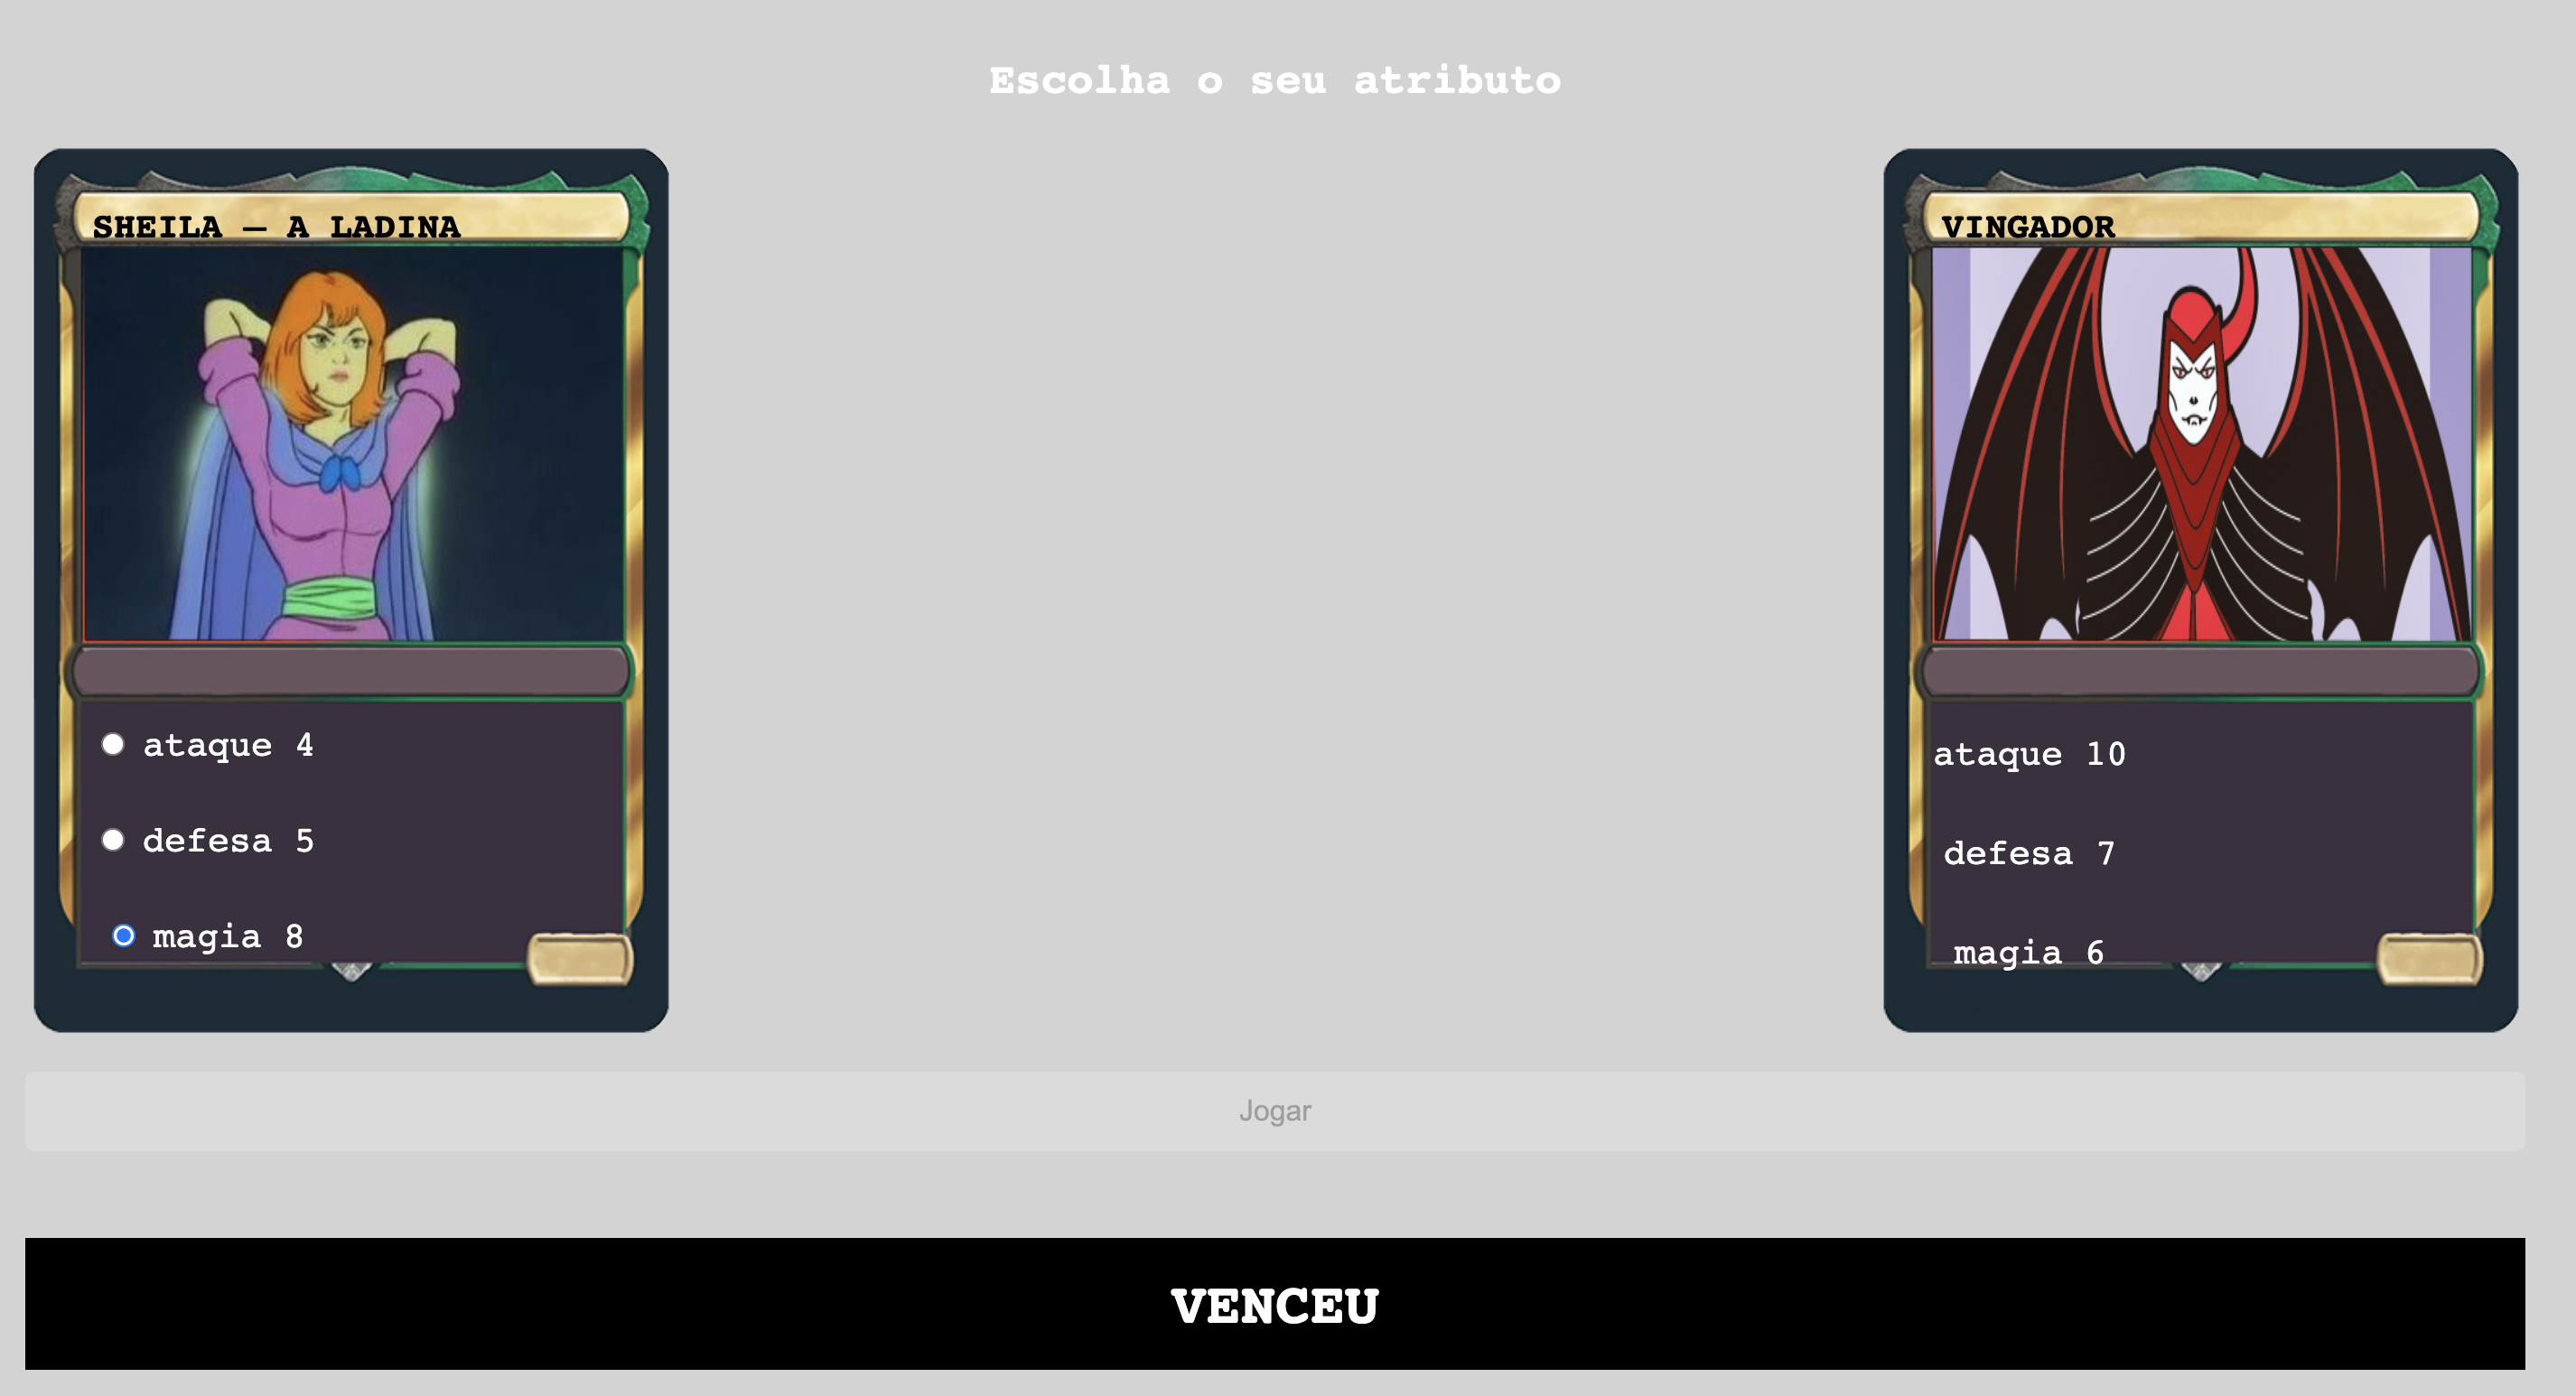 Escolha o seu atributo
SHEILA – A LADINA
ataque 4
defesa 5
magia 8
VINGADOR
ataque 10
defesa 7
magia 6
Jogar
VENCEU